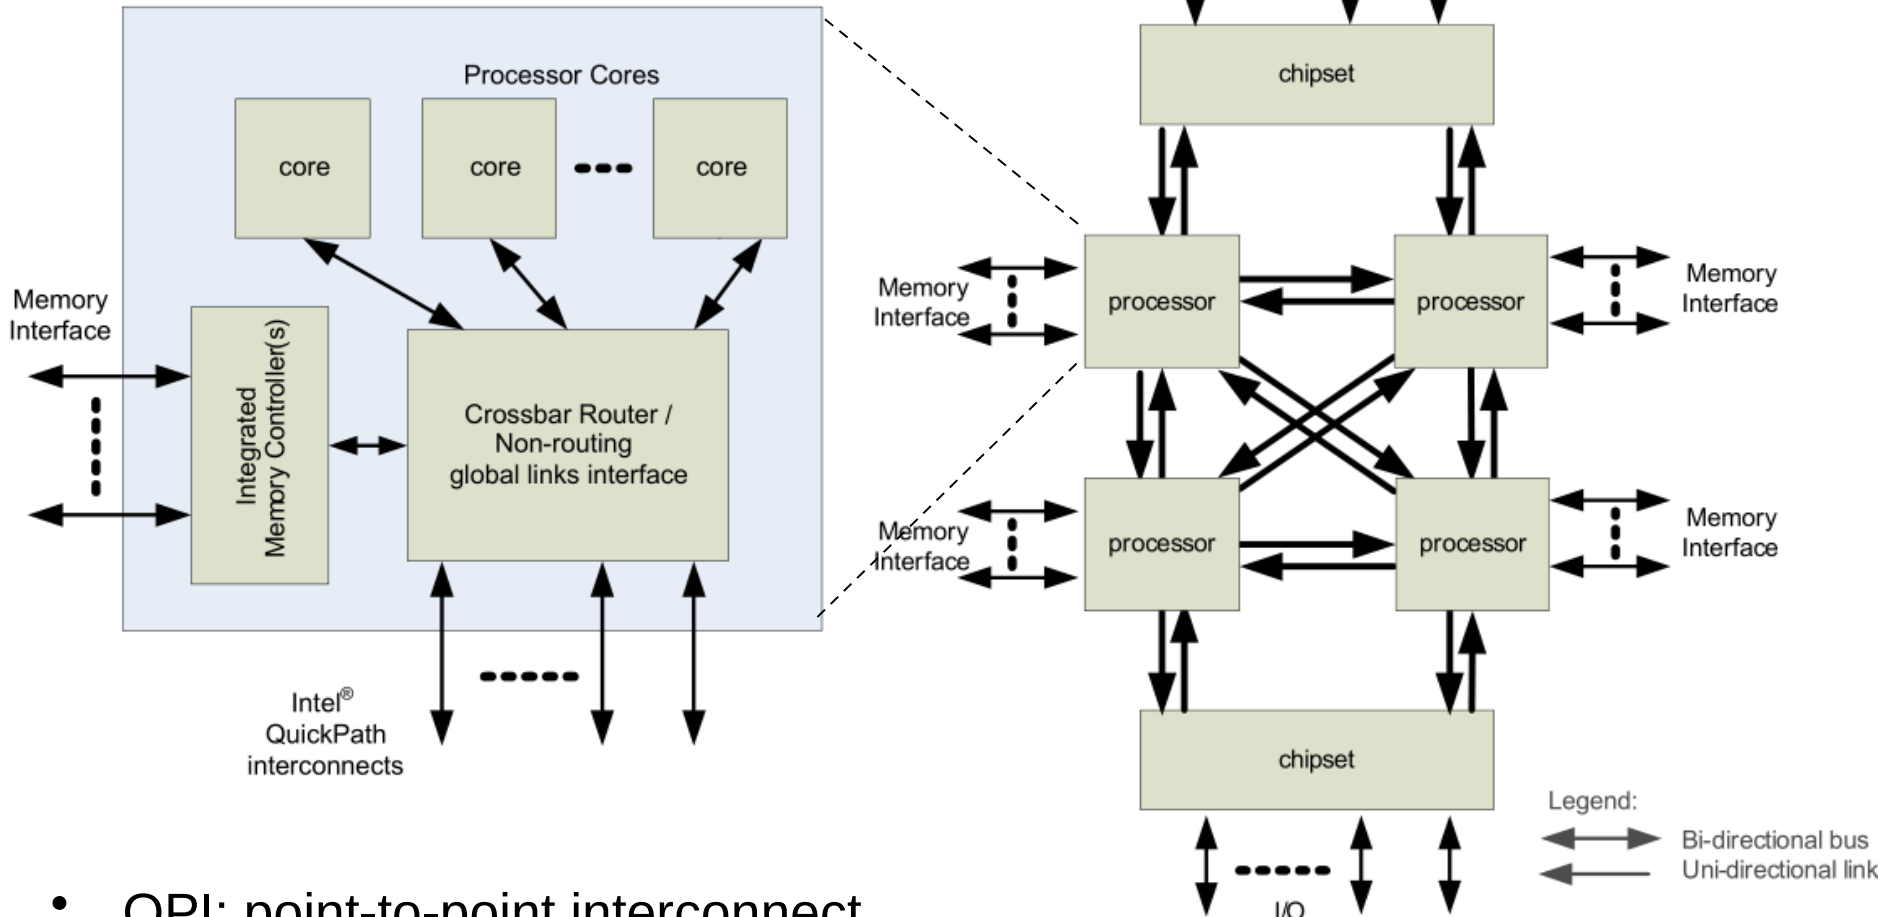 Processor Cores
core
core
core
Memory
Interface
Integrated
Memory Controller(s)
Crossbar Router /
Non-routing
global links interface
Intel®
QuickPath
interconnects
chipset
Memory
Interface
processor
processor
Memory
Interface
Memory
Interface
processor
processor
Memory
Interface
chipset
I/O
Legend:
Bi-directional bus
Uni-directional link
• QPI: point-to-point interconnect